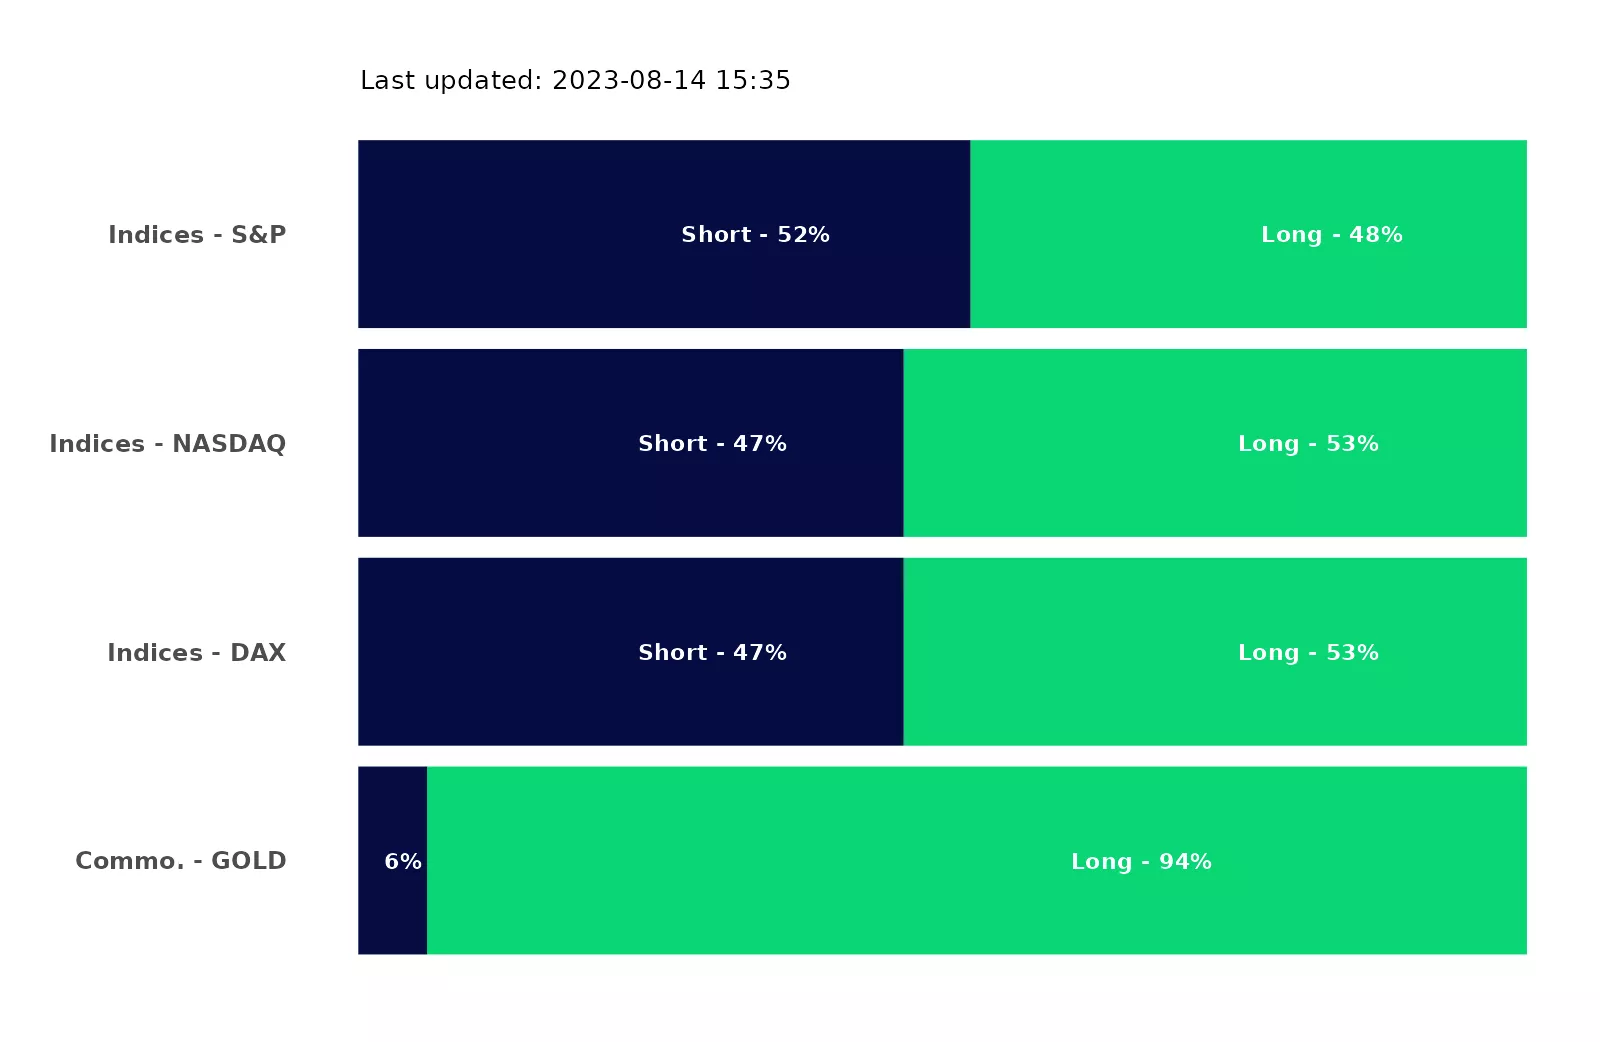 Last updated: 2023-08-14 15:35
Indices - S&P Short - 52% Long - 48%
Indices - NASDAQ Short - 47% Long - 53%
Indices - DAX Short - 47% Long - 53%
Commo. - GOLD 6% Long - 94%